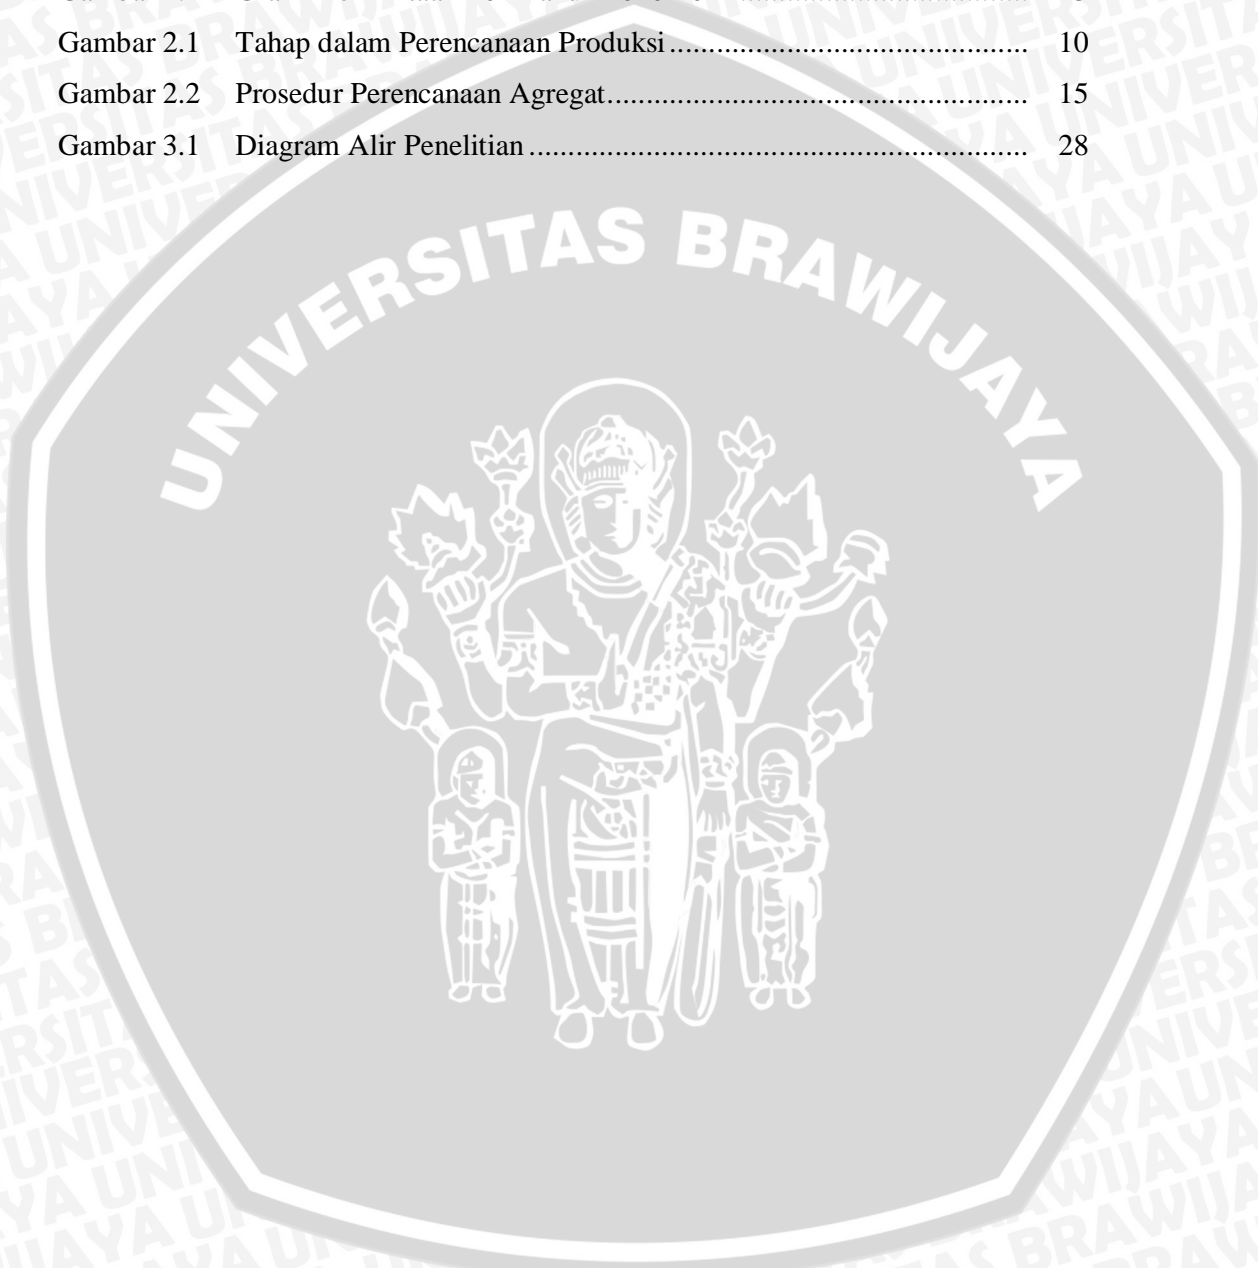 Gambar 2.1 Tahap dalam Perencanaan Produksi ............................................. 10
Gambar 2.2 Prosedur Perencanaan Agregat...................................................... 15
Gambar 3.1 Diagram Alir Penelitian ................................................................ 28
UNIVERSITAS BRAWIJAYA